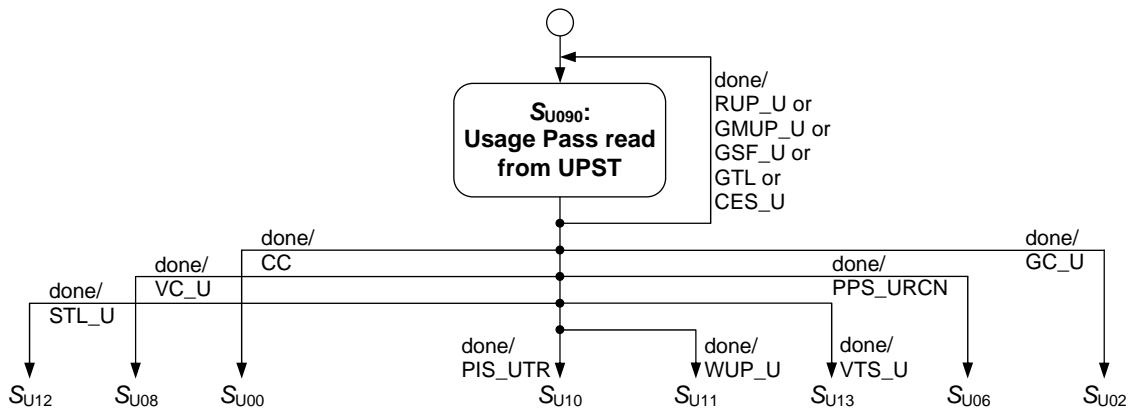 done/
RUP_U or
GMUP_U or
GSF_U or
GTL or
CES_U
SU090:
Usage Pass read
from UPST
done/
CC
done/
GC_U
done/
VC_U
done/
PPS_URCN
done/
STL_U
done/
PIS_UTR
done/
WUP_U
done/
VTS_U
SU12 SU08 SU00 SU10 SU11 SU13 SU06 SU02